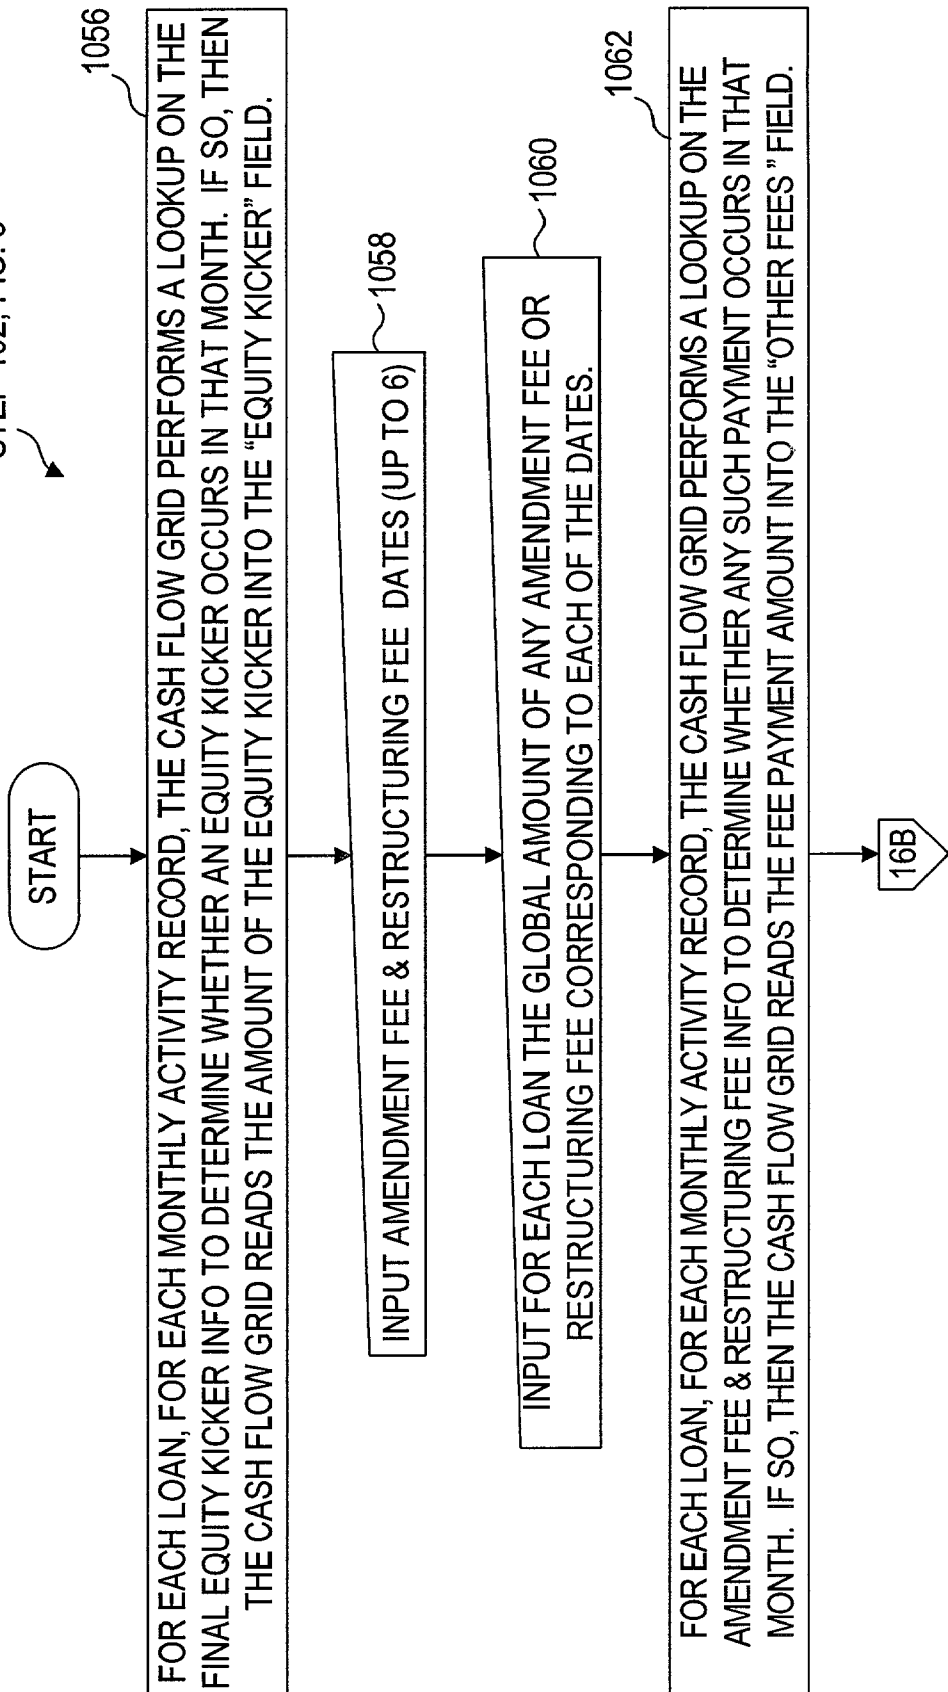 START
1056
FOR EACH LOAN, FOR EACH MONTHLY ACTIVITY RECORD, THE CASH FLOW GRID PERFORMS A LOOKUP ON THE
FINAL EQUITY KICKER INFO TO DETERMINE WHETHER AN EQUITY KICKER OCCURS IN THAT MONTH. IF SO, THEN
THE CASH FLOW GRID READS THE AMOUNT OF THE EQUITY KICKER INTO THE "EQUITY KICKER" FIELD.
INPUT AMENDMENT FEE & RESTRUCTURING FEE DATES (UP TO 6)
1058
INPUT FOR EACH LOAN THE GLOBAL AMOUNT OF ANY AMENDMENT FEE OR
RESTRUCTURING FEE CORRESPONDING TO EACH OF THE DATES.
1060
1062
FOR EACH LOAN, FOR EACH MONTHLY ACTIVITY RECORD, THE CASH FLOW GRID PERFORMS A LOOKUP ON THE
AMENDMENT FEE & RESTRUCTURING FEE INFO TO DETERMINE WHETHER ANY SUCH PAYMENT OCCURS IN THAT
MONTH. IF SO, THEN THE CASH FLOW GRID READS THE FEE PAYMENT AMOUNT INTO THE "OTHER FEES" FIELD.
16B